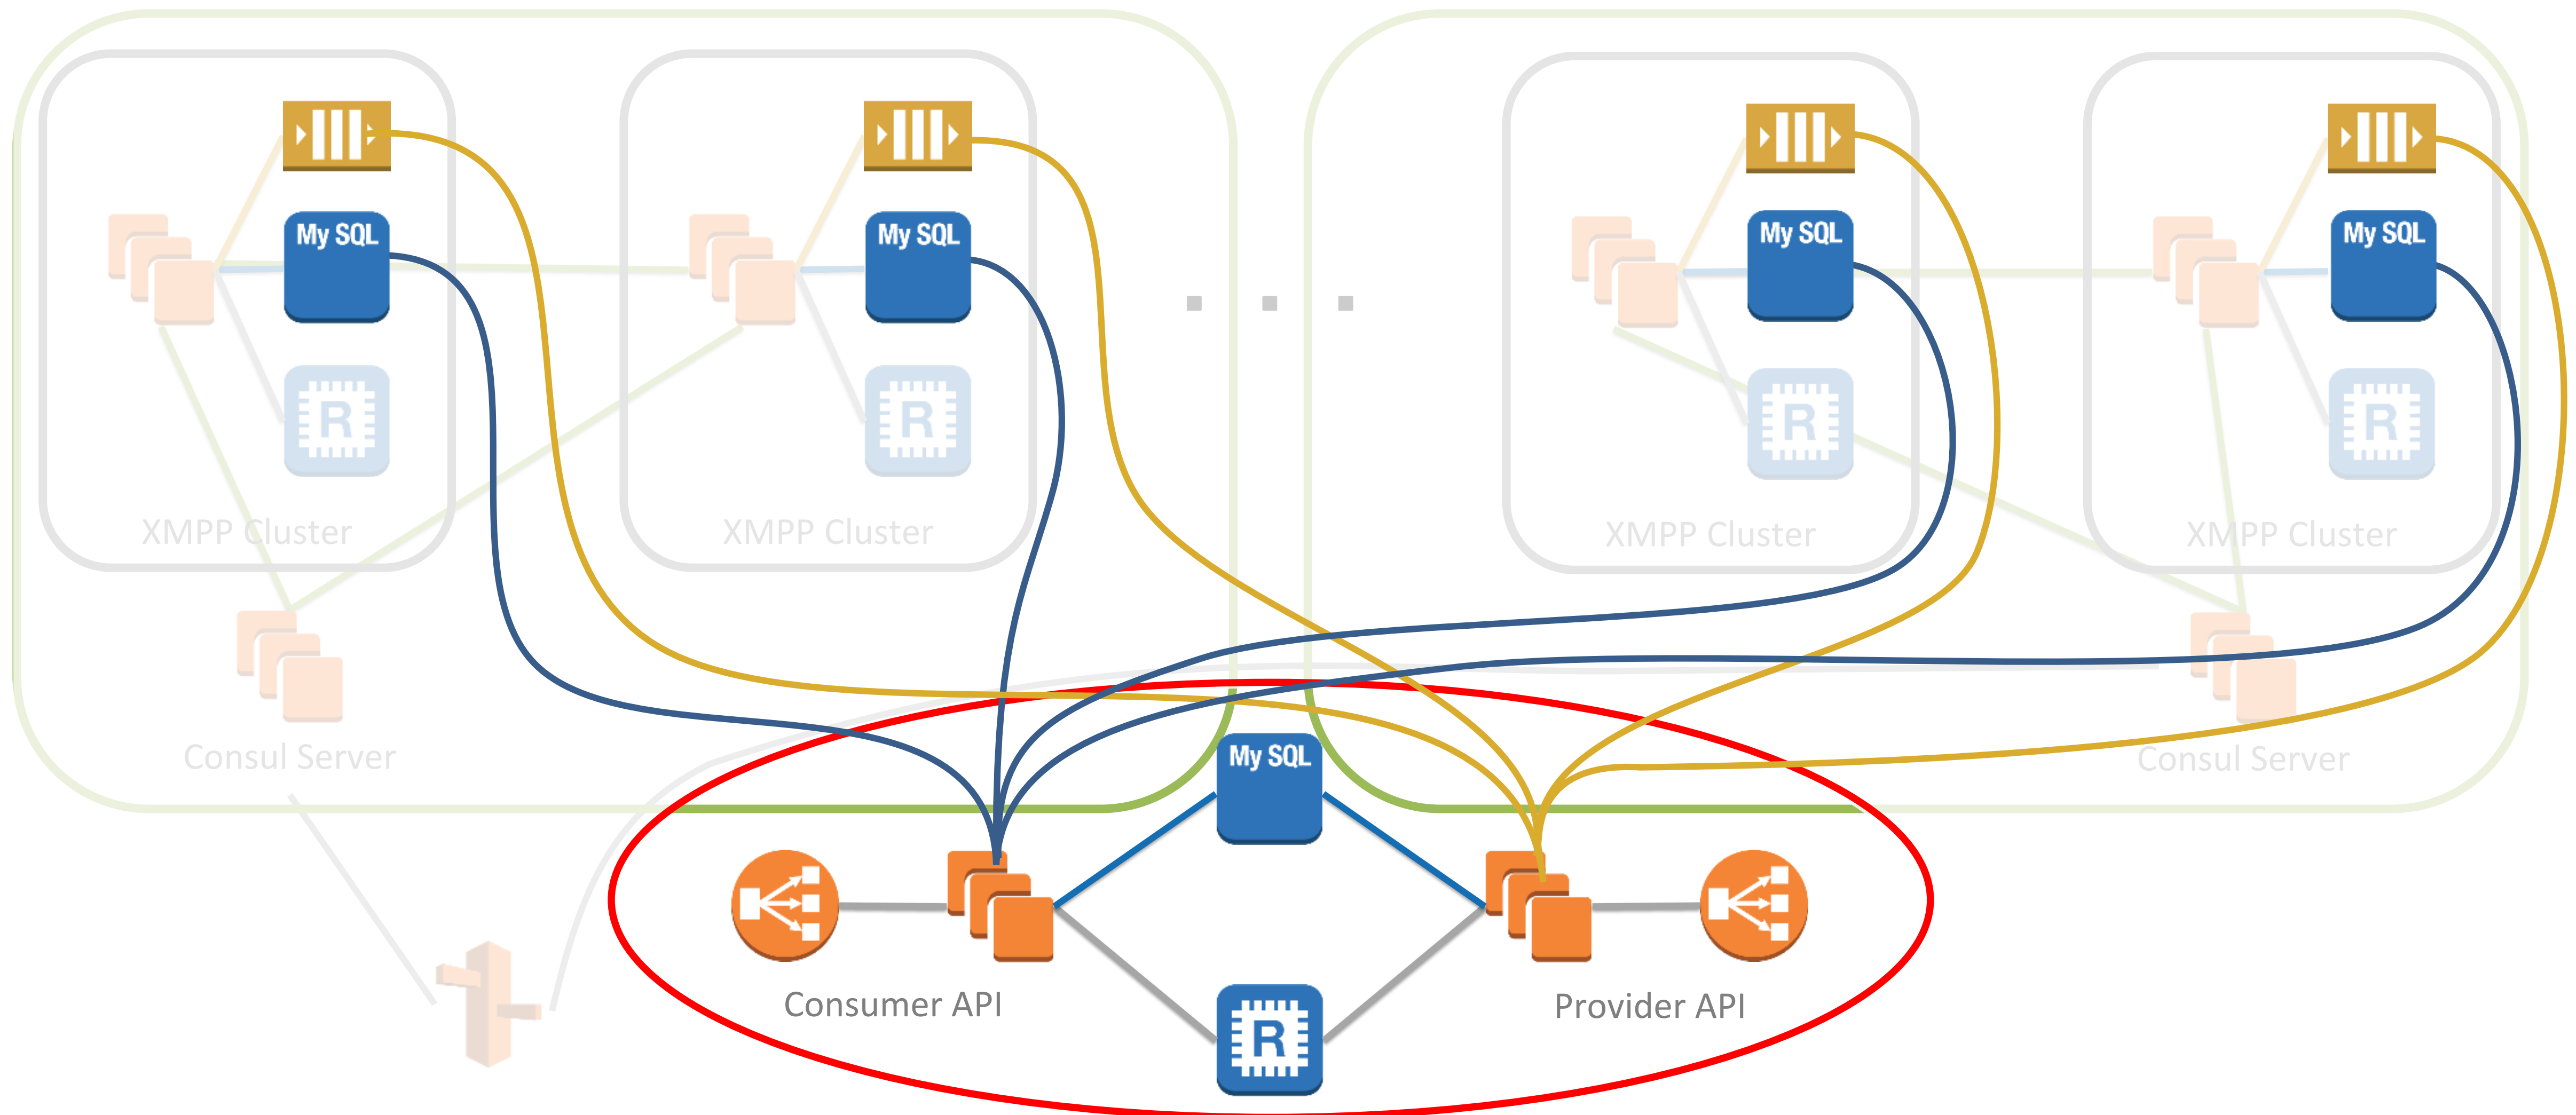 My SQL
My SQL
My SQL
My SQL
R
R
R
R
XMPP Cluster
XMPP Cluster
XMPP Cluster
XMPP Cluster
. . .
Consul Server
My SQL
Consul Server
Consumer API
Provider API
R